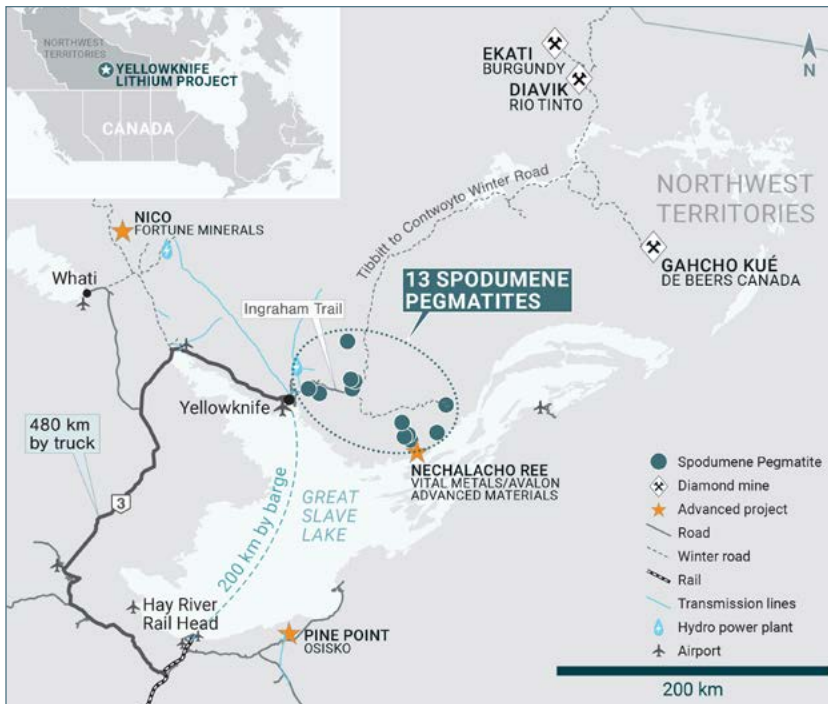 NORTHWEST
TERRITORIES
YELLOWKNIFE
LITHIUM PROJECT
CANADA
EKATI
BURGUNDY
DIAVIK
RIO TINTO
N
NORTHWEST
TERRITORIES
Tibbitt to Contwoyto Winter Road
NICO
FORTUNE MINERALS
GAHCHO KUÉ
DE BEERS CANADA
Whati
13 SPODUMENE
PEGMATITES
Ingraham Trail
Yellowknife
480 km
by truck
3
NECHALACHO REE
VITAL METALS/AVALON
ADVANCED MATERIALS
GREAT
SLAVE
LAKE
200 km by barge
Hay River
Rail Head
PINE POINT
OSISKO
Spodumene Pegmatite
Diamond mine
Advanced project
Road
Winter road
Rail
Transmission lines
Hydro power plant
Airport
200 km